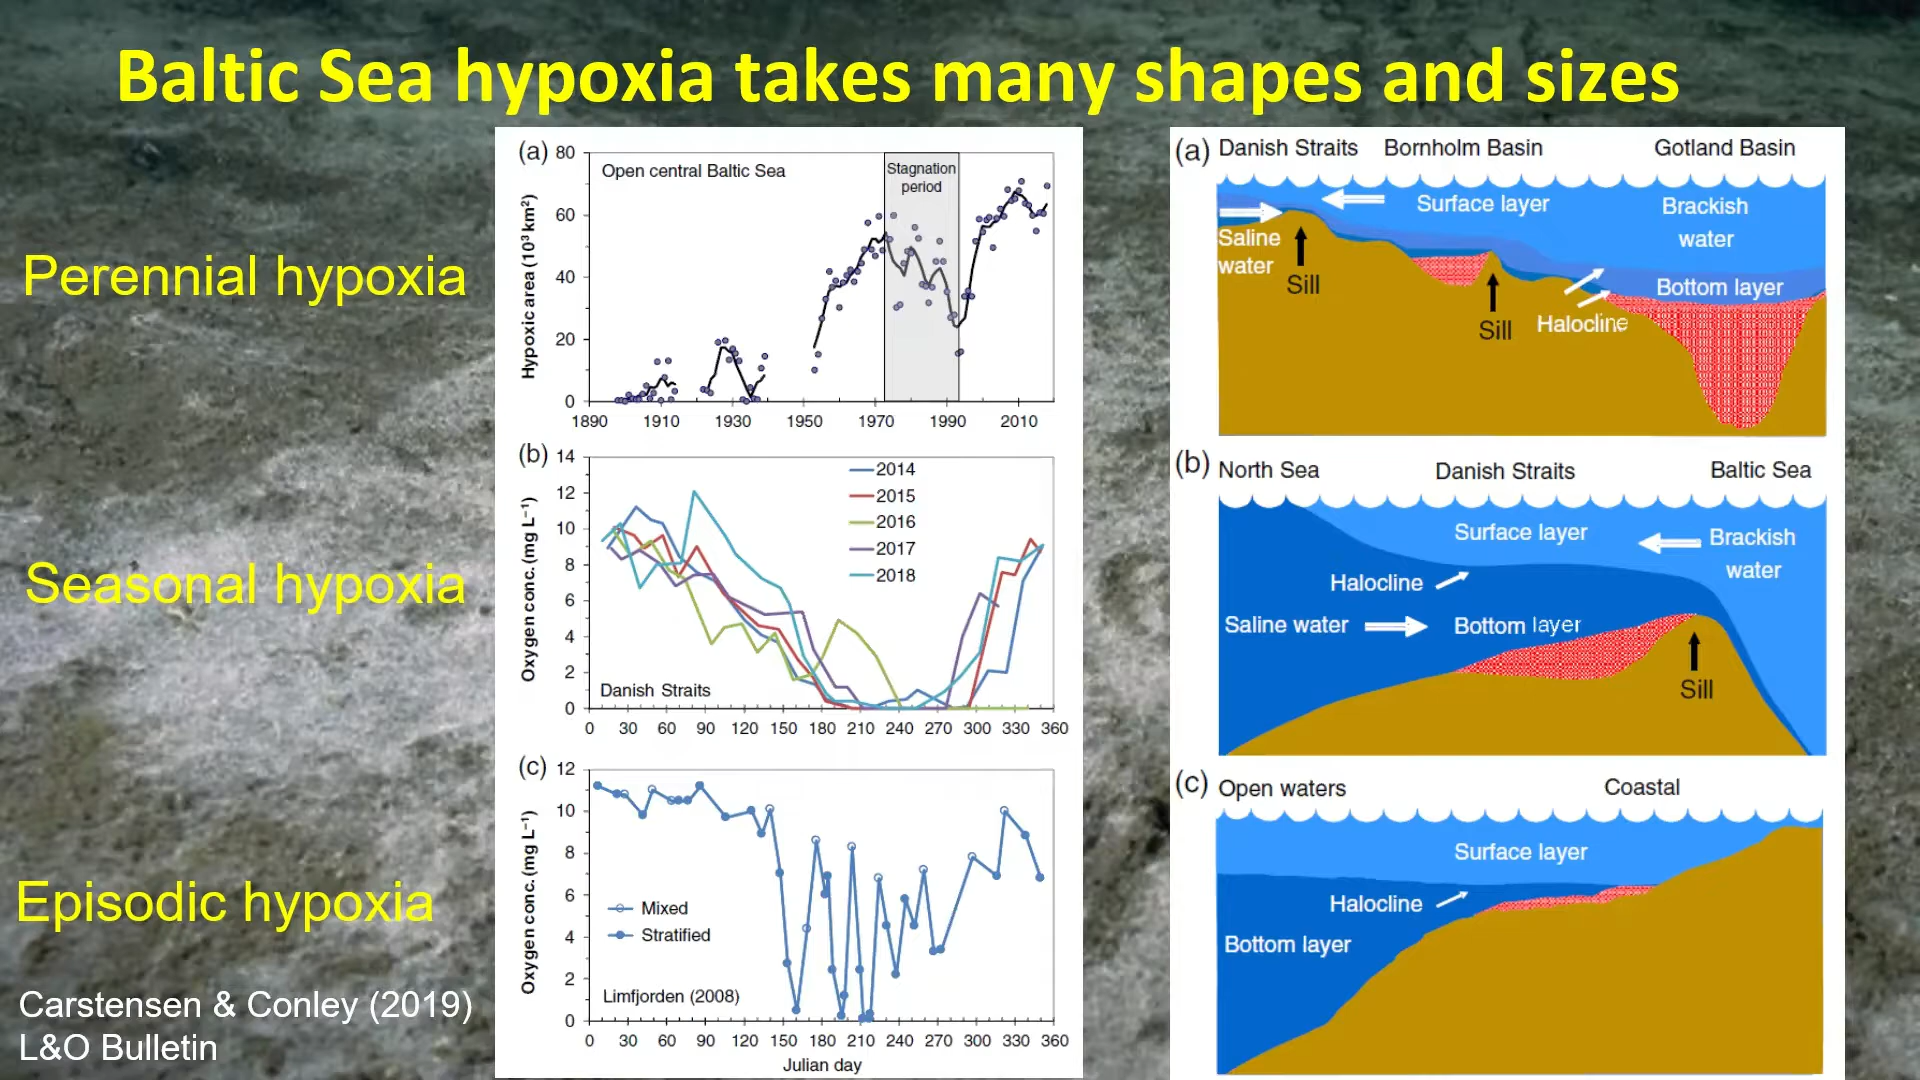 Baltic Sea hypoxia takes many shapes and sizes
Perennial hypoxia
Seasonal hypoxia
Episodic hypoxia
Carstensen & Conley (2019)
L&O Bulletin
(a)
Open central Baltic Sea
Stagnation
period
Hypoxic area (10³ km²)
80
60
40
20
0
1890 1910 1930 1950 1970 1990 2010
(b)
2014
2015
2016
2017
2018
Oxygen conc. (mg L⁻¹)
14
12
10
8
6
4
2
0
Danish Straits
0 30 60 90 120 150 180 210 240 270 300 330 360
(c)
Oxygen conc. (mg L⁻¹)
12
10
8
6
4
2
0
Mixed
Stratified
Limfjorden (2008)
0 30 60 90 120 150 180 210 240 270 300 330 360
Julian day
(a) Danish Straits Bornholm Basin Gotland Basin
Surface layer
Brackish
water
Saline
water
Sill
Sill
Halocline
Bottom layer
(b) North Sea Danish Straits Baltic Sea
Surface layer
Brackish
water
Halocline
Saline water
Bottom layer
Sill
(c) Open waters Coastal
Surface layer
Halocline
Bottom layer